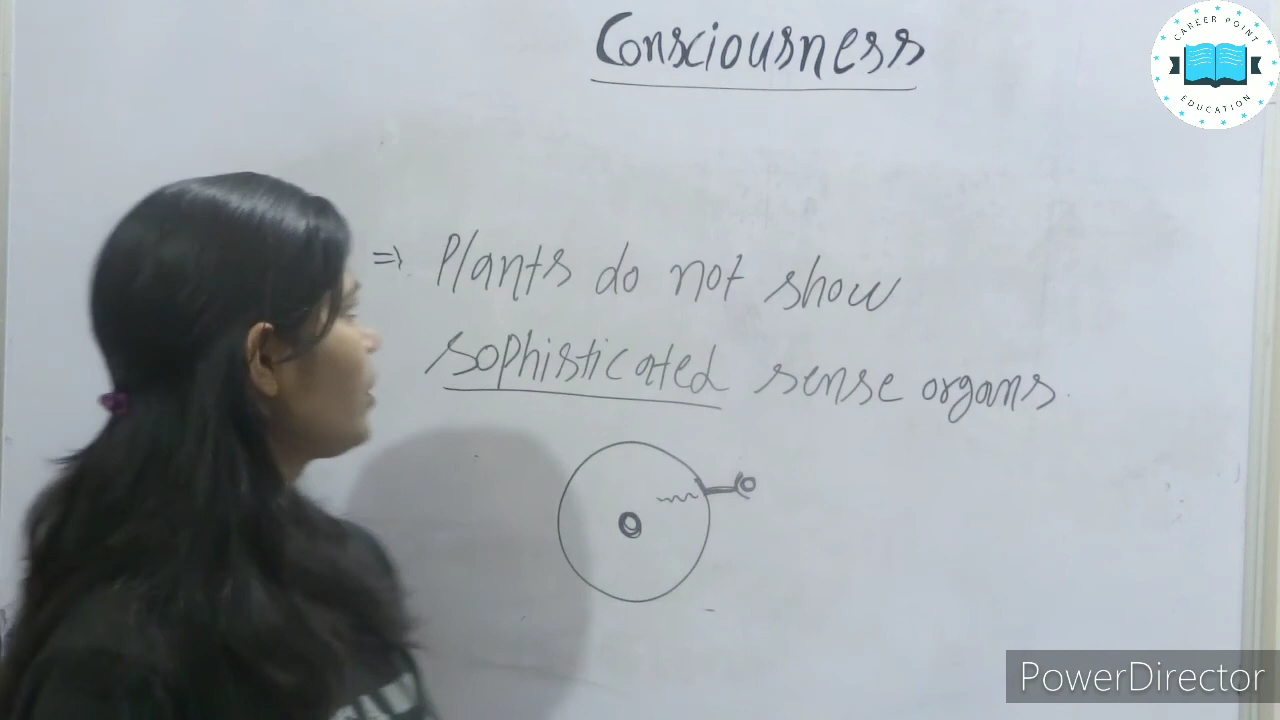 Consciousness
CAREER POINT
EDUCATION
⇒ Plants do not show
sophisticated sense organs.
PowerDirector